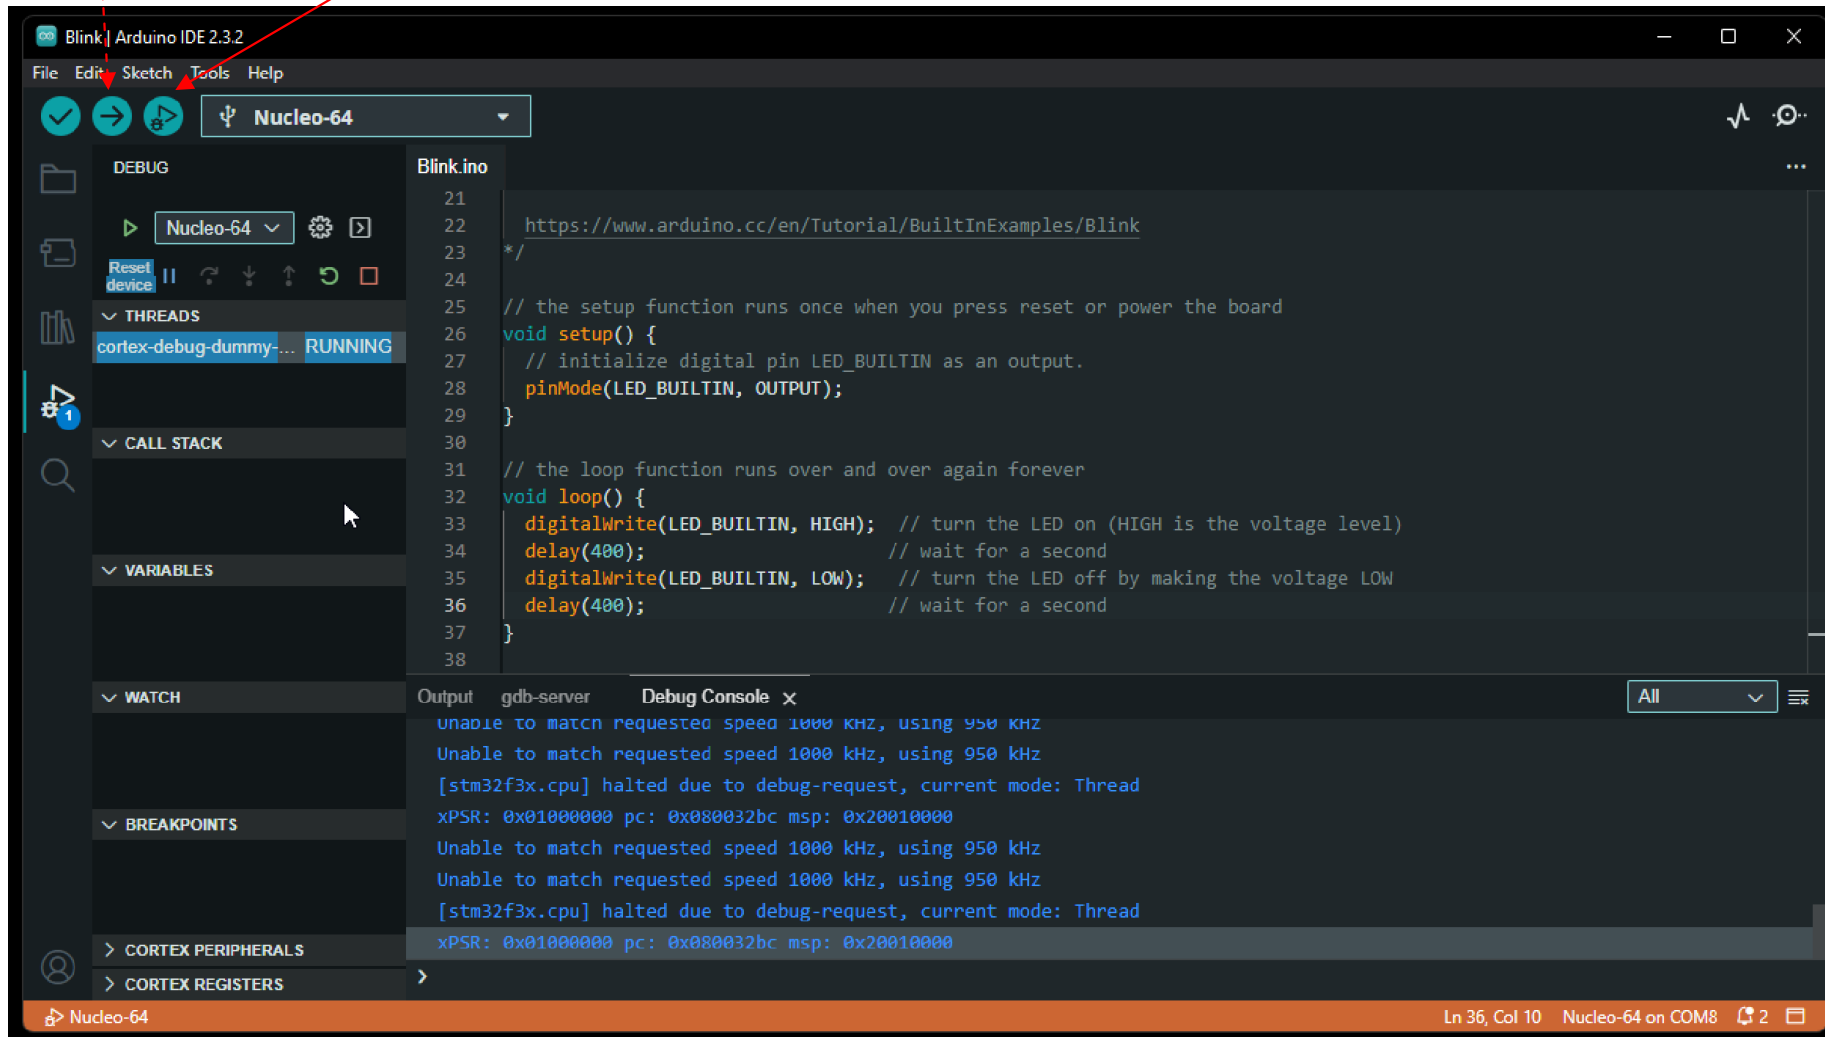 Blink | Arduino IDE 2.3.2
File Edit Sketch Tools Help
Nucleo-64
DEBUG
Nucleo-64
Reset
device
THREADS
cortex-debug-dummy-... RUNNING
1
CALL STACK
VARIABLES
WATCH
BREAKPOINTS
CORTEX PERIPHERALS
CORTEX REGISTERS
Blink.ino
21
22 https://www.arduino.cc/en/Tutorial/BuiltInExamples/Blink
23 */
24
25 // the setup function runs once when you press reset or power the board
26 void setup() {
27 // initialize digital pin LED_BUILTIN as an output.
28 pinMode(LED_BUILTIN, OUTPUT);
29 }
30
31 // the loop function runs over and over again forever
32 void loop() {
33 digitalWrite(LED_BUILTIN, HIGH); // turn the LED on (HIGH is the voltage level)
34 delay(400); // wait for a second
35 digitalWrite(LED_BUILTIN, LOW); // turn the LED off by making the voltage LOW
36 delay(400); // wait for a second
37 }
38
Output gdb-server Debug Console
All
Unable to match requested speed 1000 kHz, using 950 kHz
Unable to match requested speed 1000 kHz, using 950 kHz
[stm32f3x.cpu] halted due to debug-request, current mode: Thread
xPSR: 0x01000000 pc: 0x080032bc msp: 0x20010000
Unable to match requested speed 1000 kHz, using 950 kHz
Unable to match requested speed 1000 kHz, using 950 kHz
[stm32f3x.cpu] halted due to debug-request, current mode: Thread
xPSR: 0x01000000 pc: 0x080032bc msp: 0x20010000
Nucleo-64
Ln 36, Col 10 Nucleo-64 on COM8 2